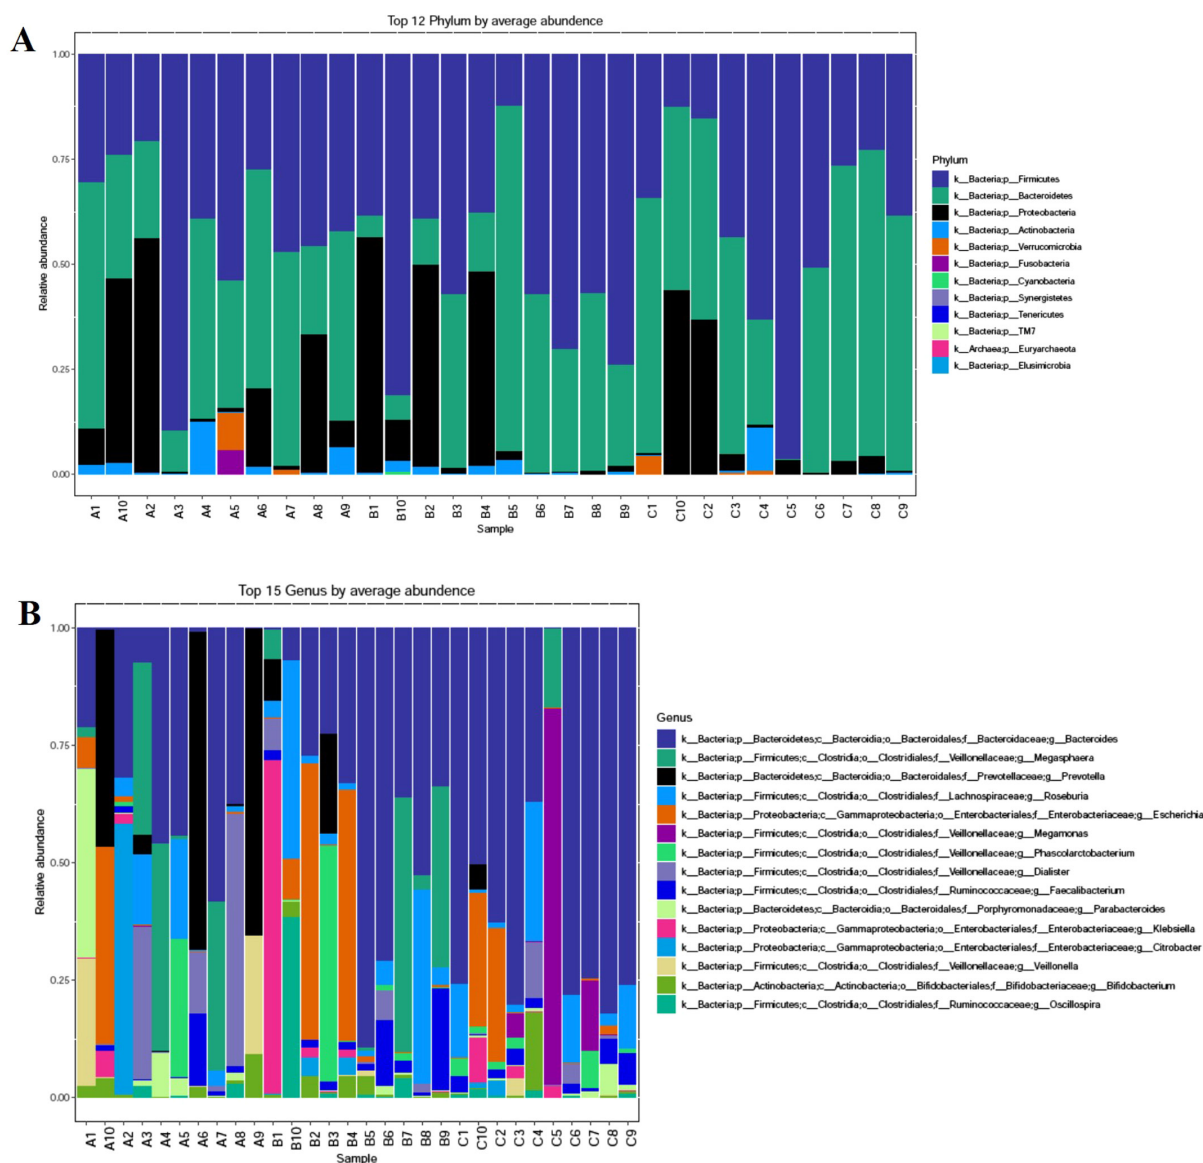 A
Top 12 Phylum by average abundance
1.00
0.75
0.50
0.25
0.00
Relative abundance
A1 A10 A2 A3 A4 A5 A6 A7 A8 A9 B1 B10 B2 B3 B4 B5 B6 B7 B8 B9 C1 C10 C2 C3 C4 C5 C6 C7 C8 C9
Sample
Phylum
k__Bacteria;p__Firmicutes
k__Bacteria;p__Bacteroidetes
k__Bacteria;p__Proteobacteria
k__Bacteria;p__Actinobacteria
k__Bacteria;p__Verrucomicrobia
k__Bacteria;p__Fusobacteria
k__Bacteria;p__Cyanobacteria
k__Bacteria;p__Synergistetes
k__Bacteria;p__Tenericutes
k__Bacteria;p__TM7
k__Archaea;p__Euryarchaeota
k__Bacteria;p__Elusimicrobia
B
Top 15 Genus by average abundance
1.00
0.75
0.50
0.25
0.00
Relative abundance
A1 A10 A2 A3 A4 A5 A6 A7 A8 A9 B1 B10 B2 B3 B4 B5 B6 B7 B8 B9 C1 C10 C2 C3 C4 C5 C6 C7 C8 C9
Sample
Genus
k__Bacteria;p__Bacteroidetes;c__Bacteroidia;o__Bacteroidales;f__Bacteroidaceae;g__Bacteroides
k__Bacteria;p__Firmicutes;c__Clostridia;o__Clostridiales;f__Veillonellaceae;g__Megasphaera
k__Bacteria;p__Bacteroidetes;c__Bacteroidia;o__Bacteroidales;f__Prevotellaceae;g__Prevotella
k__Bacteria;p__Firmicutes;c__Clostridia;o__Clostridiales;f__Lachnospiraceae;g__Roseburia
k__Bacteria;p__Proteobacteria;c__Gammaproteobacteria;o__Enterobacteriales;f__Enterobacteriaceae;g__Escherichia
k__Bacteria;p__Firmicutes;c__Clostridia;o__Clostridiales;f__Veillonellaceae;g__Megamonas
k__Bacteria;p__Firmicutes;c__Clostridia;o__Clostridiales;f__Veillonellaceae;g__Phascolarctobacterium
k__Bacteria;p__Firmicutes;c__Clostridia;o__Clostridiales;f__Veillonellaceae;g__Dialister
k__Bacteria;p__Firmicutes;c__Clostridia;o__Clostridiales;f__Ruminococcaceae;g__Faecalibacterium
k__Bacteria;p__Bacteroidetes;c__Bacteroidia;o__Bacteroidales;f__Porphyromonadaceae;g__Parabacteroides
k__Bacteria;p__Proteobacteria;c__Gammaproteobacteria;o__Enterobacteriales;f__Enterobacteriaceae;g__Klebsiella
k__Bacteria;p__Proteobacteria;c__Gammaproteobacteria;o__Enterobacteriales;f__Enterobacteriaceae;g__Citrobacter
k__Bacteria;p__Firmicutes;c__Clostridia;o__Clostridiales;f__Veillonellaceae;g__Veillonella
k__Bacteria;p__Actinobacteria;c__Actinobacteria;o__Bifidobacteriales;f__Bifidobacteriaceae;g__Bifidobacterium
k__Bacteria;p__Firmicutes;c__Clostridia;o__Clostridiales;f__Ruminococcaceae;g__Oscillospira